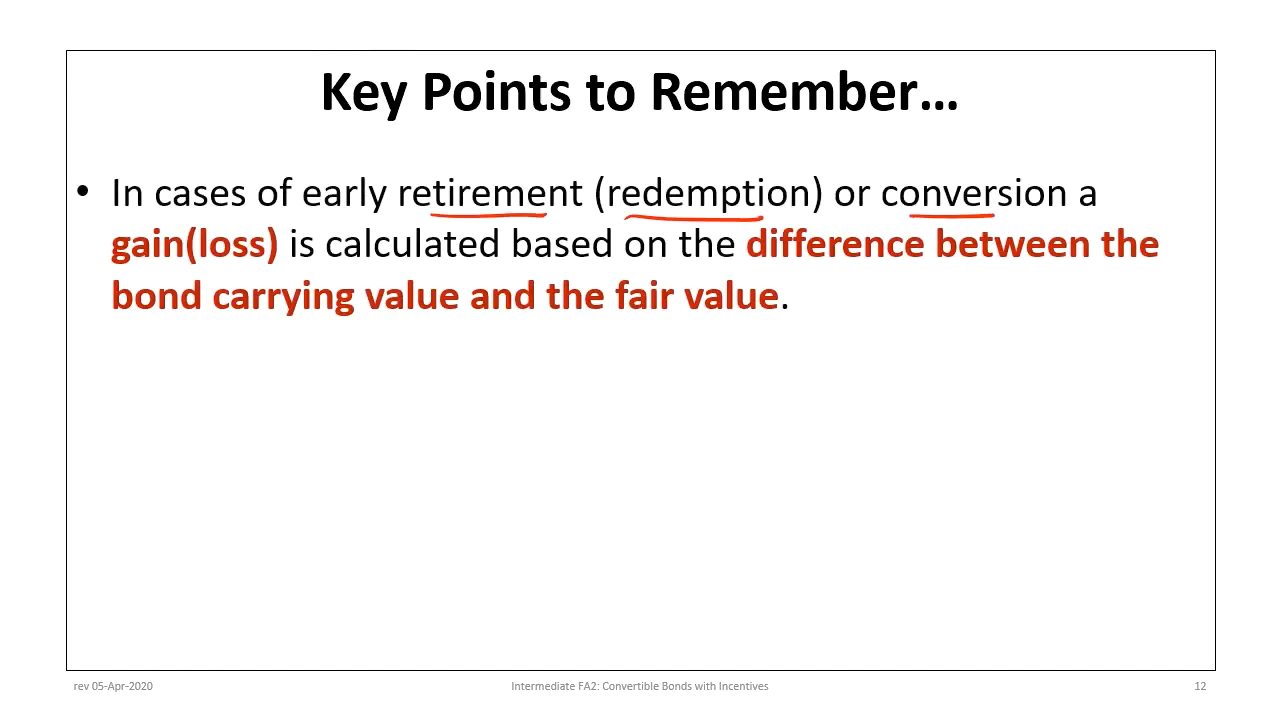 Key Points to Remember…
• In cases of early retirement (redemption) or conversion a
gain(loss) is calculated based on the difference between the
bond carrying value and the fair value.
rev 05-Apr-2020
Intermediate FA2: Convertible Bonds with Incentives
12